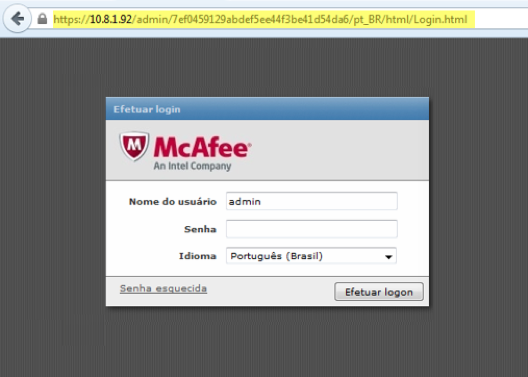 https://10.8.1.92/admin/7ef0459129abdef5ee44f3be41d54da6/pt_BR/html/Login.html
Efetuar login
McAfee
An Intel Company
Nome do usuário admin
Senha
Idioma Português (Brasil)
Senha esquecida Efetuar logon